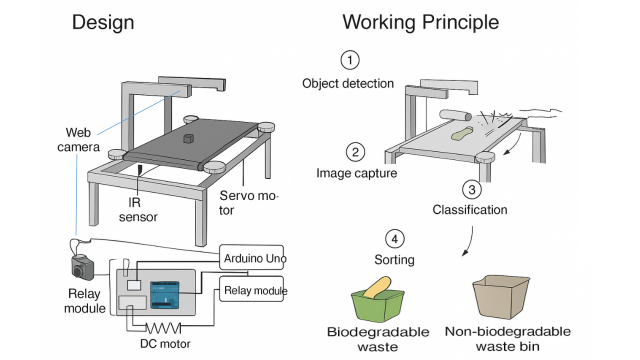 Design
Web
camera
IR
sensor
Servo mo-
tor
Arduino Uno
Relay module
Relay
module
DC motor
Working Principle
1
Object detection
2
Image capture
3
Classification
4
Sorting
Biodegradable
waste
Non-biodegradable
waste bin